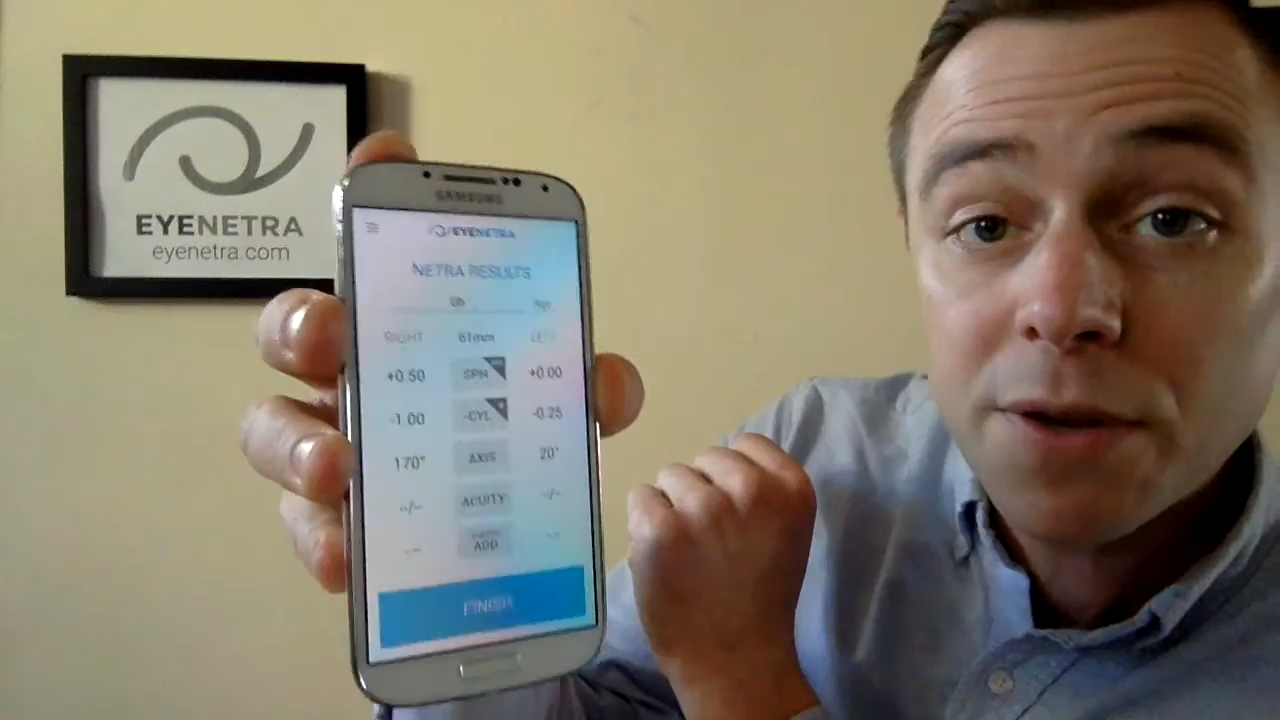 EYENETRA
eyenetra.com
SAMSUNG
EYENETRA
NETRA RESULTS
RIGHT 61mm LEFT
+0.50 SPH +0.00
-1.00 -CYL -0.25
170° AXIS 20°
--/-- ACUITY --/--
-.-- ADD -.--
FINISH